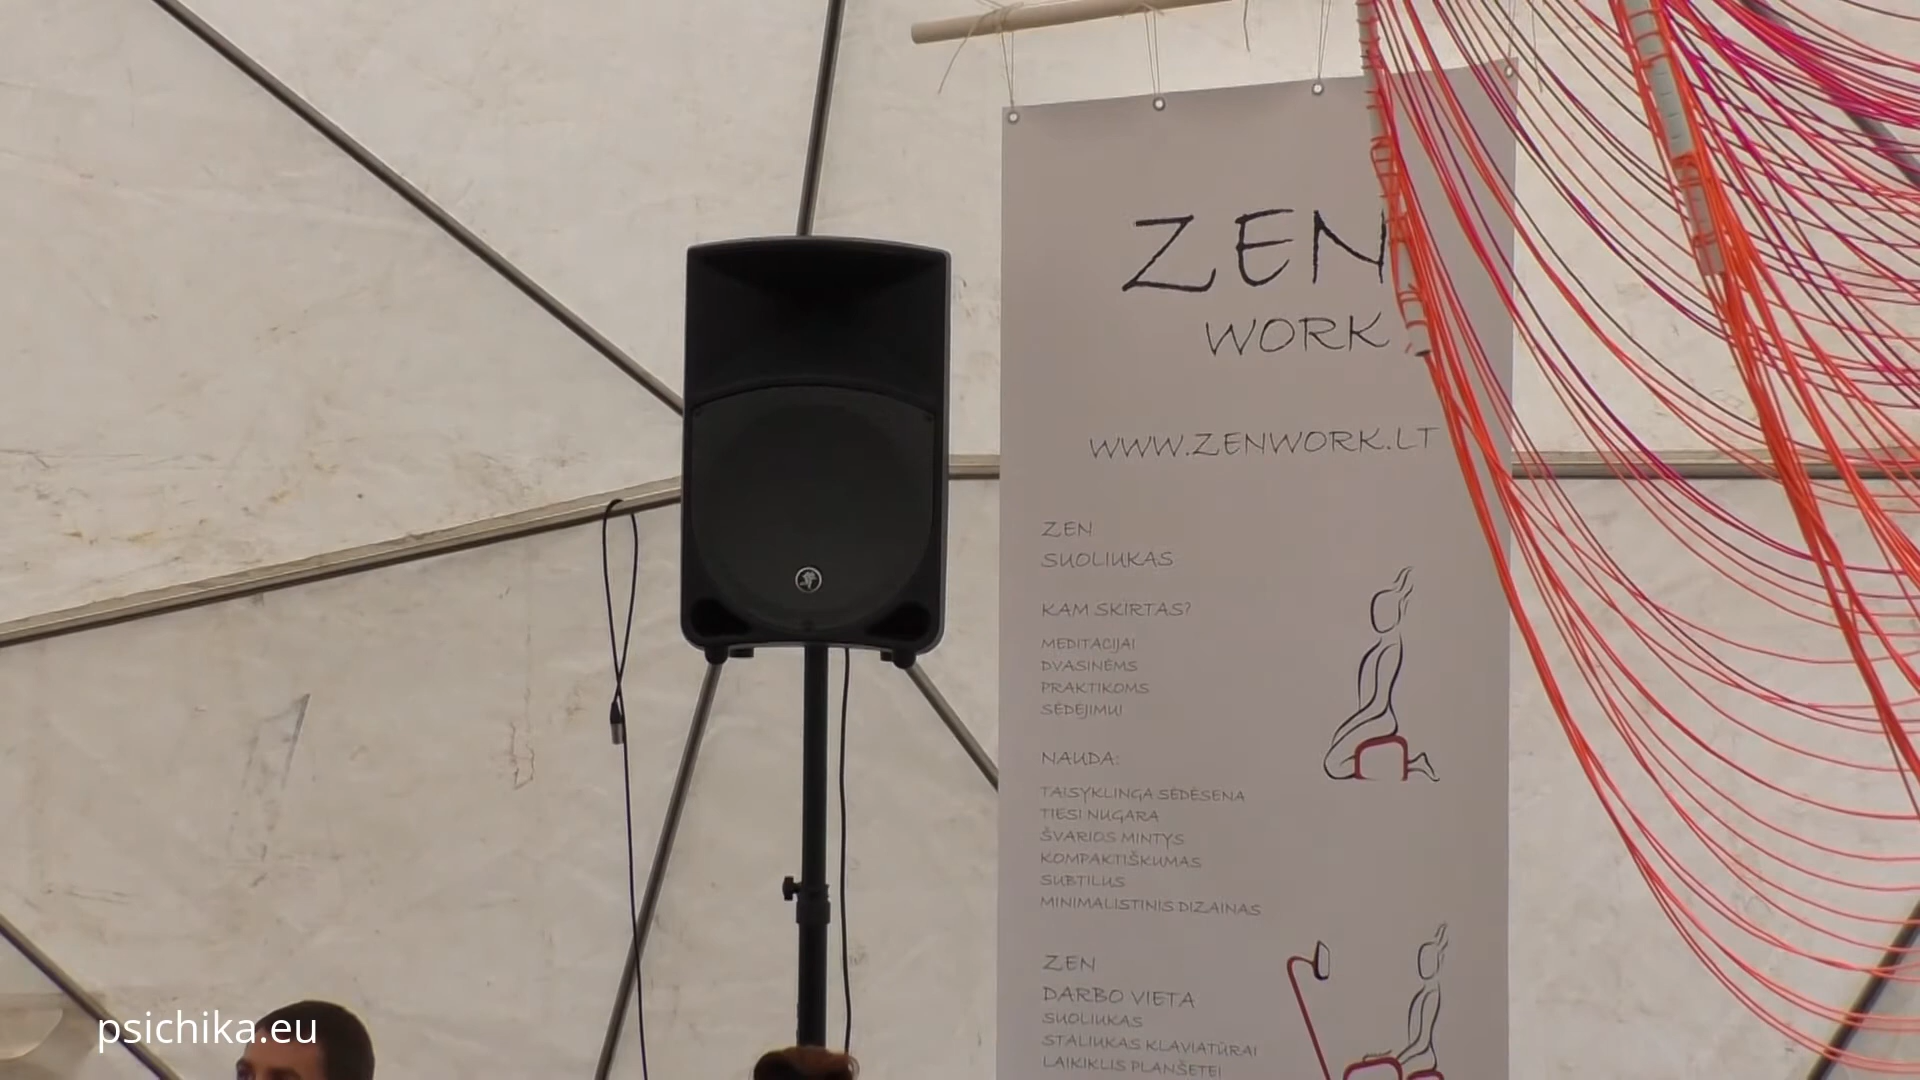 ZEN
WORK
WWW.ZENWORK.LT
ZEN
SUOLIUKAS
KAM SKIRTAS?
MEDITACIJAI
DVASINĖMS
PRAKTIKOMS
SĖDĖJIMUI
NAUDA:
TAISYKLINGA SĖDĖSENA
TIESI NUGARA
ŠVARIOS MINTYS
KOMPAKTIŠKUMAS
SUBTILUS
MINIMALISTINIS DIZAINAS
ZEN
DARBO VIETA
SUOLIUKAS
STALIUKAS KLAVIATŪRAI
LAIKIKLIS PLANŠETEI
psichika.eu